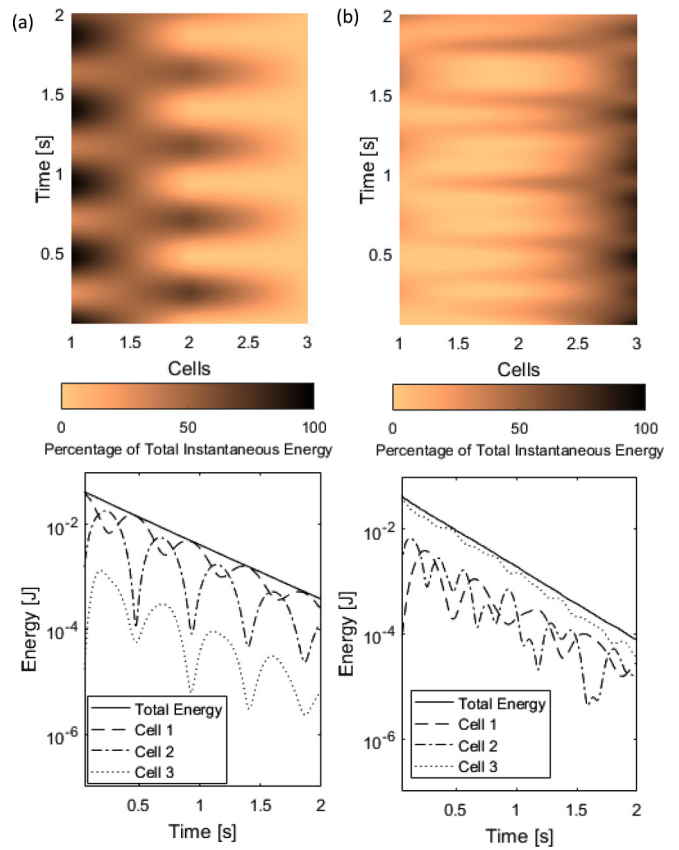 (a)
(b)
2
1.5
1
0.5
Time [s]
1
1.5
2
2.5
3
Cells
0
50
100
Percentage of Total Instantaneous Energy
2
1.5
1
0.5
Time [s]
1
1.5
2
2.5
3
Cells
0
50
100
Percentage of Total Instantaneous Energy
10-2
10-4
10-6
Energy [J]
Total Energy
Cell 1
Cell 2
Cell 3
0.5
1
1.5
2
Time [s]
10-2
10-4
10-6
Energy [J]
Total Energy
Cell 1
Cell 2
Cell 3
0.5
1
1.5
2
Time [s]